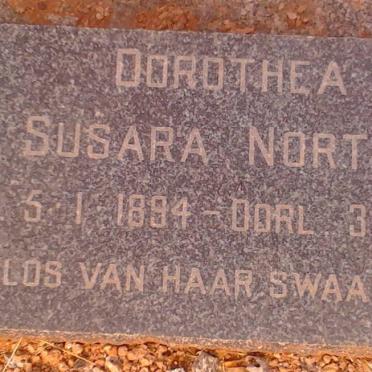 DOROTHEA
SUSARA NORT
5 1 1894 - OORL 3
LOS VAN HAAR SWAA